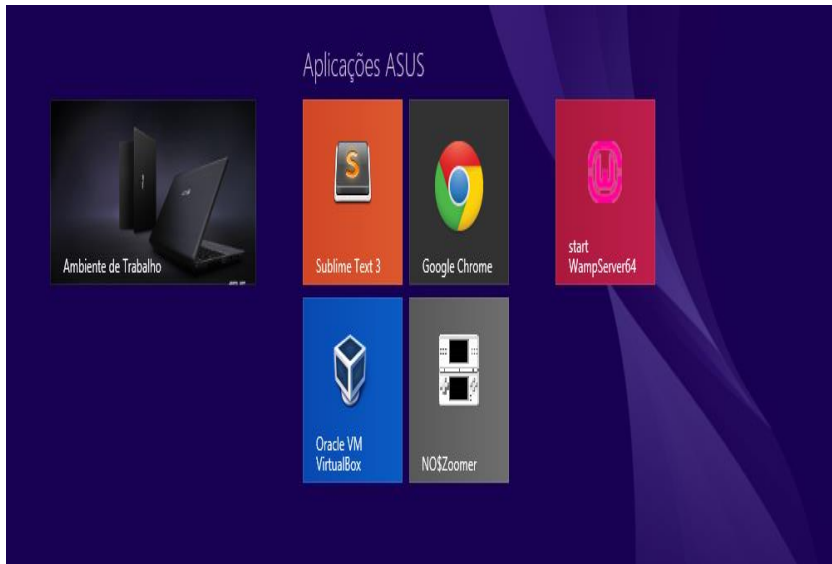 Aplicações ASUS
Ambiente de Trabalho
Sublime Text 3
Google Chrome
start
WampServer64
Oracle VM
VirtualBox
NO$Zoomer